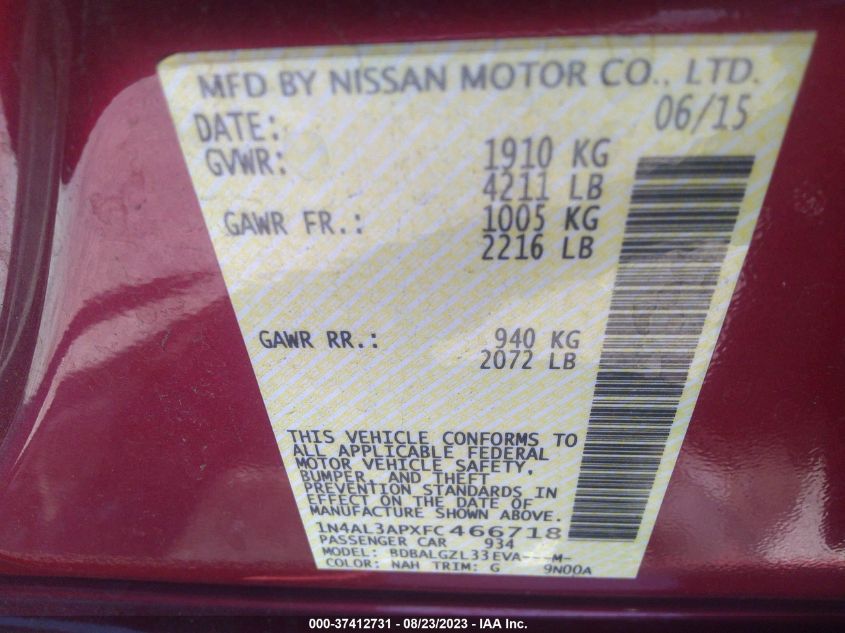 MFD BY NISSAN MOTOR CO., LTD.
DATE: 06/15
GVWR: 1910 KG
4211 LB
GAWR FR.: 1005 KG
2216 LB
GAWR RR.: 940 KG
2072 LB
THIS VEHICLE CONFORMS TO
ALL APPLICABLE FEDERAL
MOTOR VEHICLE SAFETY,
BUMPER, AND THEFT
PREVENTION STANDARDS IN
EFFECT ON THE DATE OF
MANUFACTURE SHOWN ABOVE.
1N4AL3APXFC466718
PASSENGER CAR 934
MODEL: BDBALGZL33EVA---M-
COLOR: NAH TRIM: G 9N00A
000-37412731 - 08/23/2023 - IAA Inc.